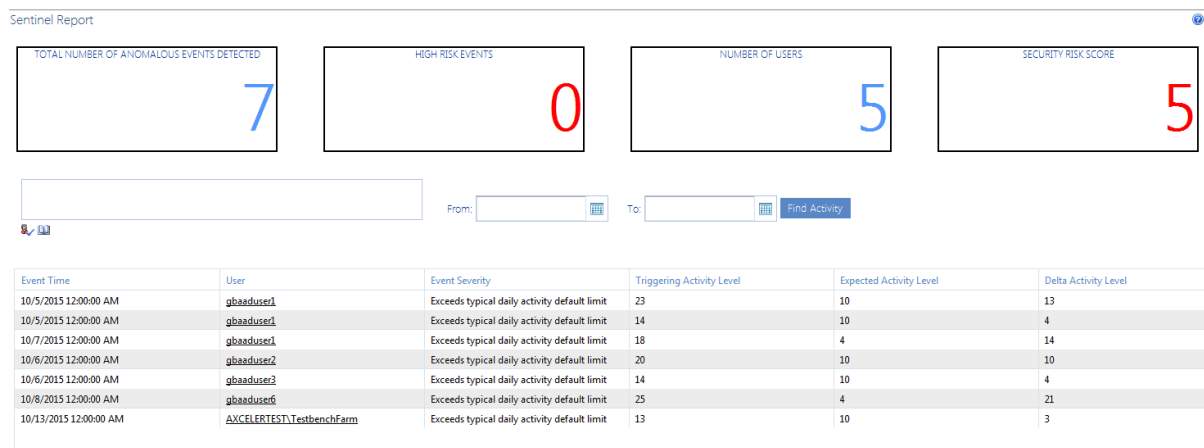 Sentinel Report
TOTAL NUMBER OF ANOMALOUS EVENTS DETECTED
7
HIGH RISK EVENTS
0
NUMBER OF USERS
5
SECURITY RISK SCORE
5
From:
To:
Find Activity
Event Time User Event Severity Triggering Activity Level Expected Activity Level Delta Activity Level
10/5/2015 12:00:00 AM gbaaduser1 Exceeds typical daily activity default limit 23 10 13
10/5/2015 12:00:00 AM gbaaduser1 Exceeds typical daily activity default limit 14 10 4
10/7/2015 12:00:00 AM gbaaduser1 Exceeds typical daily activity default limit 18 4 14
10/6/2015 12:00:00 AM gbaaduser2 Exceeds typical daily activity default limit 20 10 10
10/6/2015 12:00:00 AM gbaaduser3 Exceeds typical daily activity default limit 14 10 4
10/8/2015 12:00:00 AM gbaaduser6 Exceeds typical daily activity default limit 25 4 21
10/13/2015 12:00:00 AM AXCELERTEST\TestbenchFarm Exceeds typical daily activity default limit 13 10 3